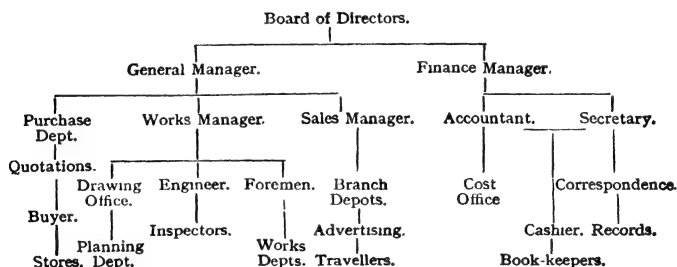 Board of Directors.
General Manager. Finance Manager.
Purchase Dept. Works Manager. Sales Manager. Accountant. Secretary.
Quotations.
Drawing Office. Engineer. Foremen. Branch Depots. Cost Office Correspondence.
Buyer. Inspectors. Advertising. Cashier. Records.
Stores. Planning Dept. Works Depts. Travellers. Book-keepers.